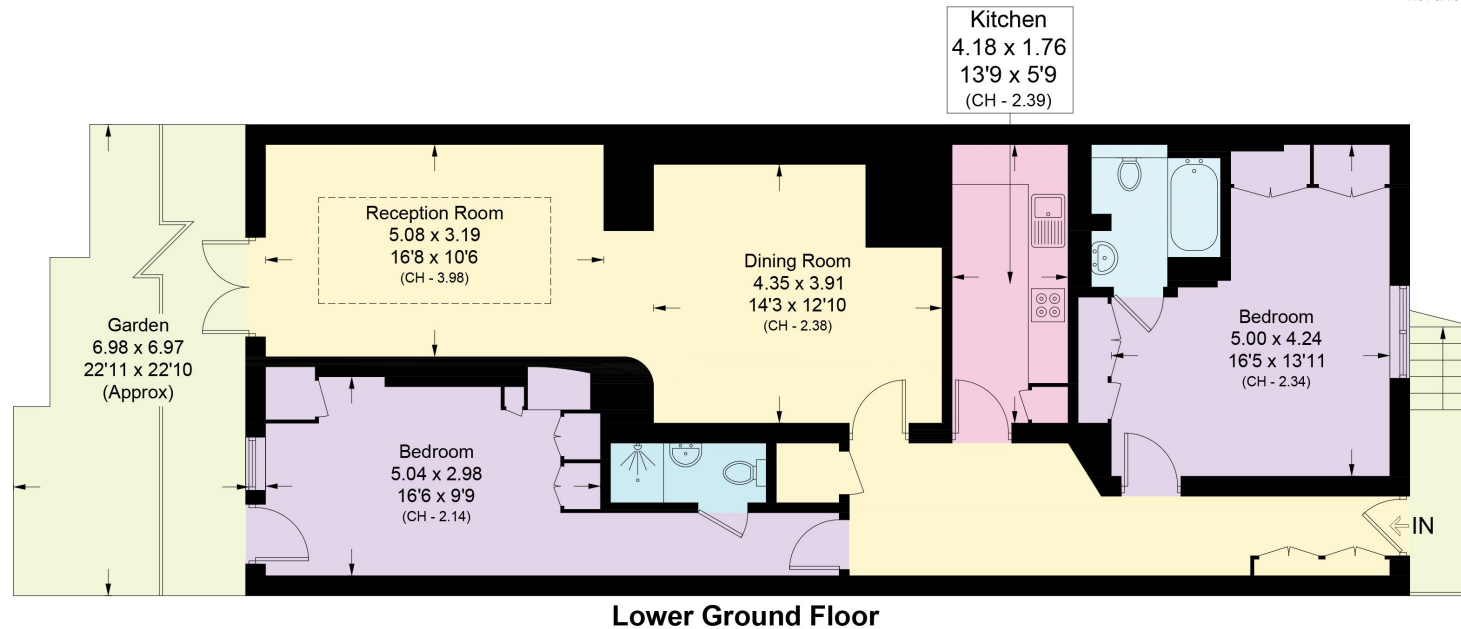 Kitchen
4.18 x 1.76
13'9 x 5'9
(CH - 2.39)
Reception Room
5.08 x 3.19
16'8 x 10'6
(CH - 3.98)
Dining Room
4.35 x 3.91
14'3 x 12'10
(CH - 2.38)
Garden
6.98 x 6.97
22'11 x 22'10
(Approx)
Bedroom
5.00 x 4.24
16'5 x 13'11
(CH - 2.34)
Bedroom
5.04 x 2.98
16'6 x 9'9
(CH - 2.14)
IN
Lower Ground Floor